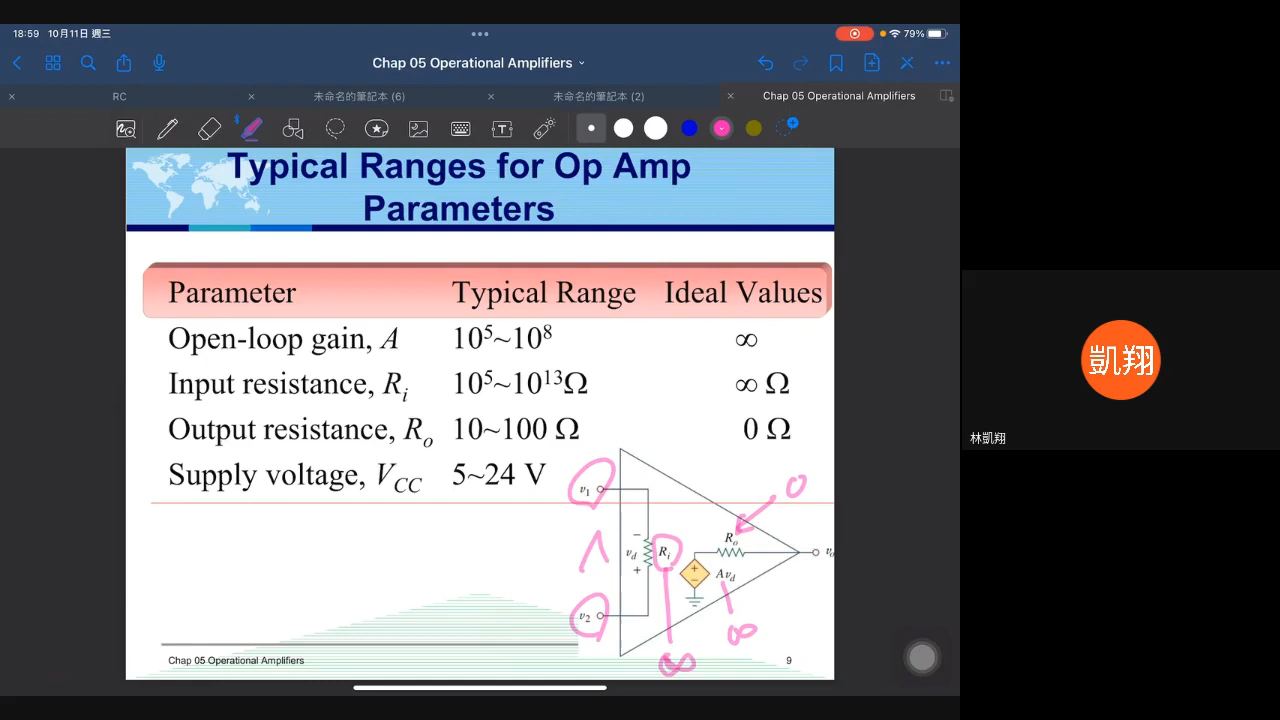 18:59 10月11日 週三
79%
Chap 05 Operational Amplifiers
RC
未命名的筆記本 (6)
未命名的筆記本 (2)
Chap 05 Operational Amplifiers
Typical Ranges for Op Amp
Parameters
Parameter Typical Range Ideal Values
Open-loop gain, A 10⁵~10⁸ ∞
Input resistance, Rᵢ 10⁵~10¹³Ω ∞ Ω
Output resistance, Rₒ 10~100 Ω 0 Ω
Supply voltage, V_CC 5~24 V
v₁
0
Rₒ
−
v_d Rᵢ
+
+
−
Av_d
v₂
∞
∞
Chap 05 Operational Amplifiers 9
凱翔
林凱翔